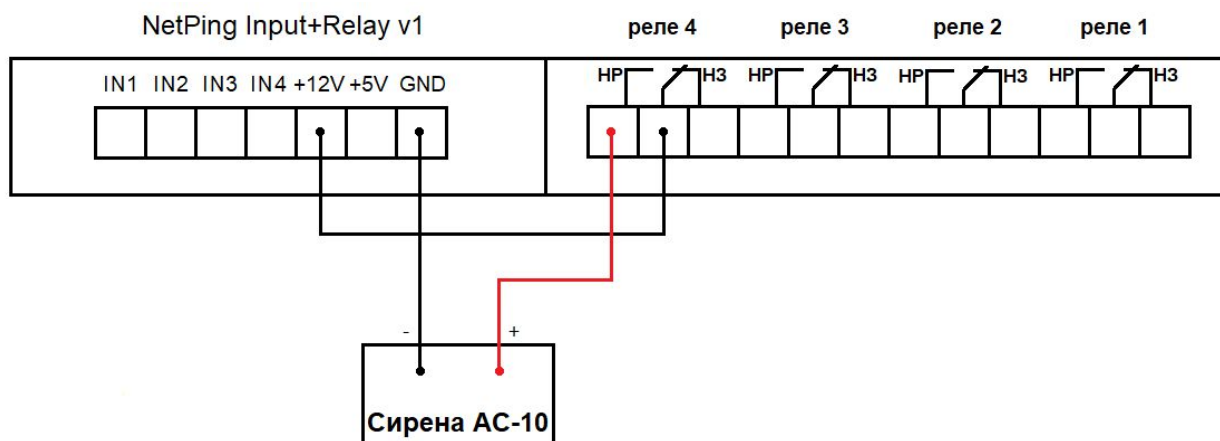 NetPing Input+Relay v1
реле 4 реле 3 реле 2 реле 1
IN1 IN2 IN3 IN4 +12V +5V GND
НР НЗ НР НЗ НР НЗ НР НЗ
- +
Сирена АС-10